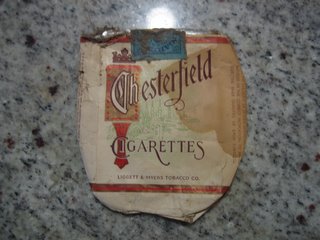 Chesterfield
CIGARETTES
LIGGETT & MYERS TOBACCO CO.